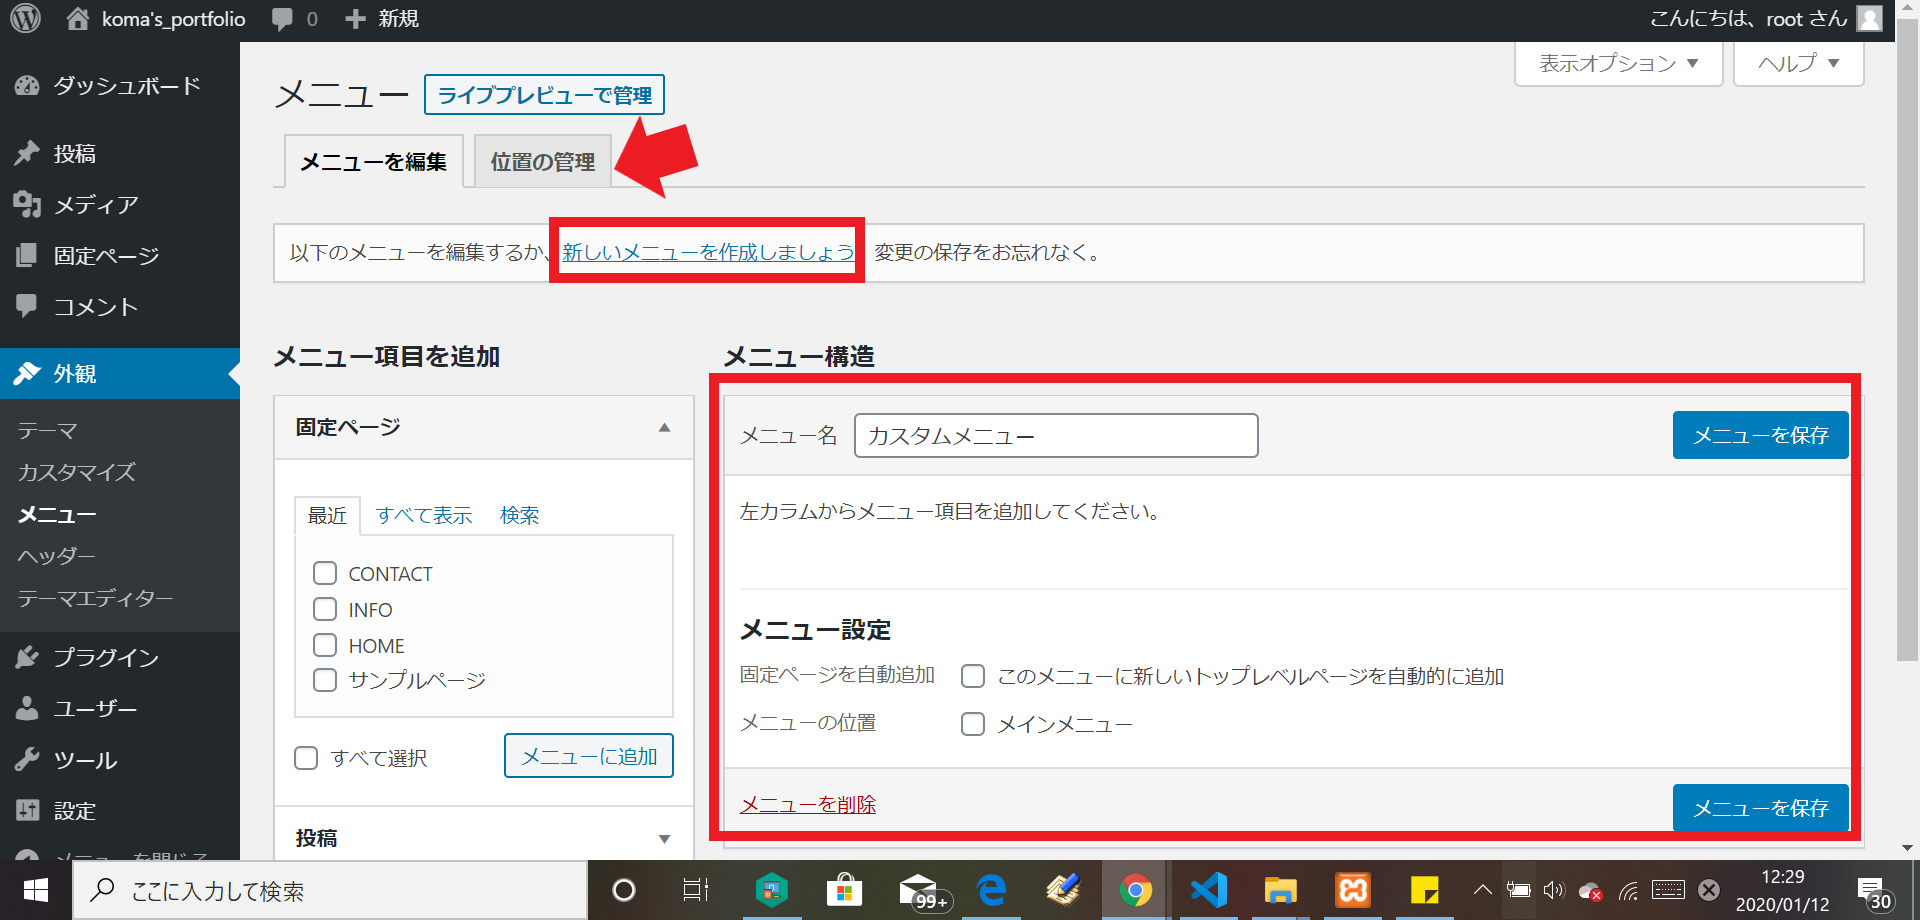 koma's_portfolio 0 新規 こんにちは、root さん
表示オプション ▼ ヘルプ ▼
ダッシュボード
投稿
メディア
固定ページ
コメント
外観
テーマ
カスタマイズ
メニュー
ヘッダー
テーマエディター
プラグイン
ユーザー
ツール
設定
メニュー ライブプレビューで管理
メニューを編集 位置の管理
以下のメニューを編集するか、新しいメニューを作成しましょう 変更の保存をお忘れなく。
メニュー項目を追加
固定ページ
最近 すべて表示 検索
CONTACT
INFO
HOME
サンプルページ
すべて選択 メニューに追加
投稿
メニュー構造
メニュー名 カスタムメニュー メニューを保存
左カラムからメニュー項目を追加してください。
メニュー設定
固定ページを自動追加 このメニューに新しいトップレベルページを自動的に追加
メニューの位置 メインメニュー
メニューを削除 メニューを保存
ここに入力して検索 99+ 12:29
2020/01/12 30